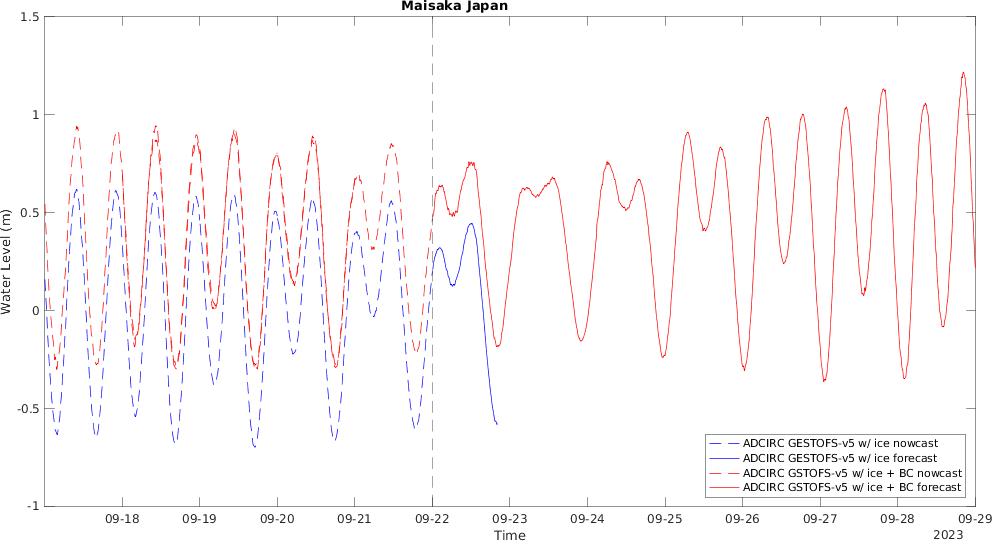 Maisaka Japan
1.5
1
0.5
0
-0.5
-1
Water Level (m)
ADCIRC GESTOFS-v5 w/ ice nowcast
ADCIRC GESTOFS-v5 w/ ice forecast
ADCIRC GSTOFS-v5 w/ ice + BC nowcast
ADCIRC GSTOFS-v5 w/ ice + BC forecast
09-18 09-19 09-20 09-21 09-22 09-23 09-24 09-25 09-26 09-27 09-28 09-29
Time
2023